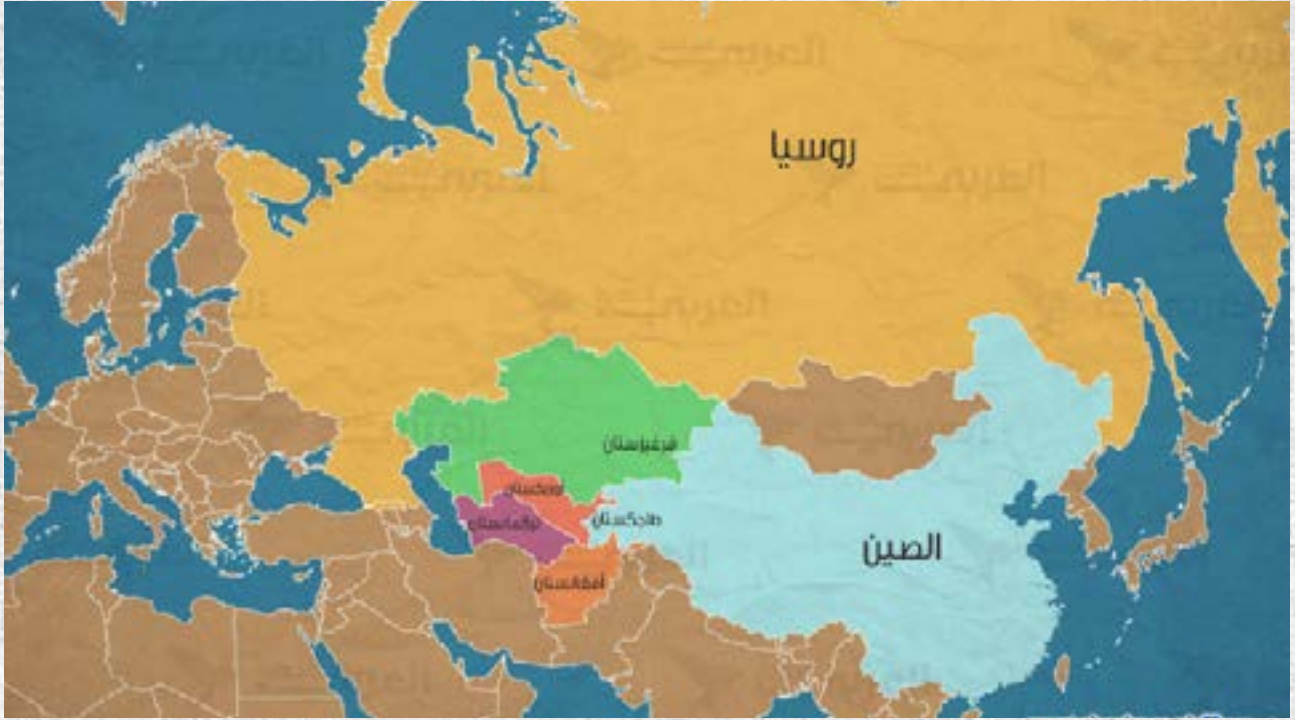 روسيا
قرغيزستان
أوزبكستان
طاجكستان
تركمانستان
الصين
أفغانستان